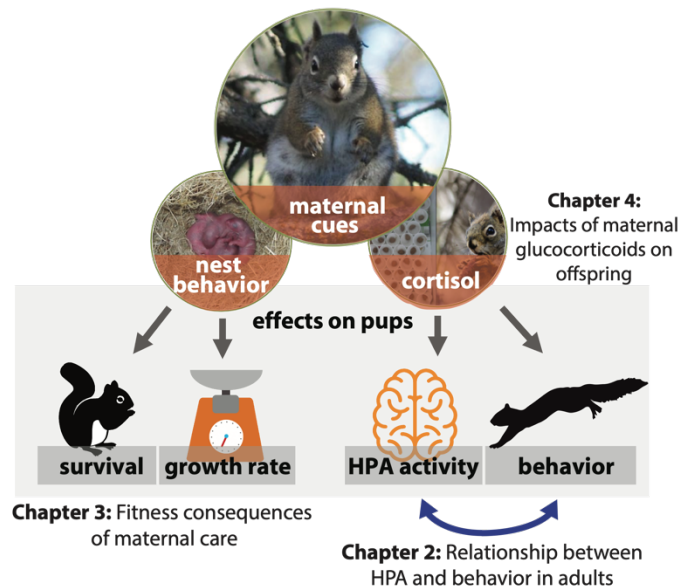 maternal
cues
nest
behavior
cortisol
Chapter 4:
Impacts of maternal
glucocorticoids on
offspring
effects on pups
survival
growth rate
HPA activity
behavior
Chapter 3: Fitness consequences
of maternal care
Chapter 2: Relationship between
HPA and behavior in adults